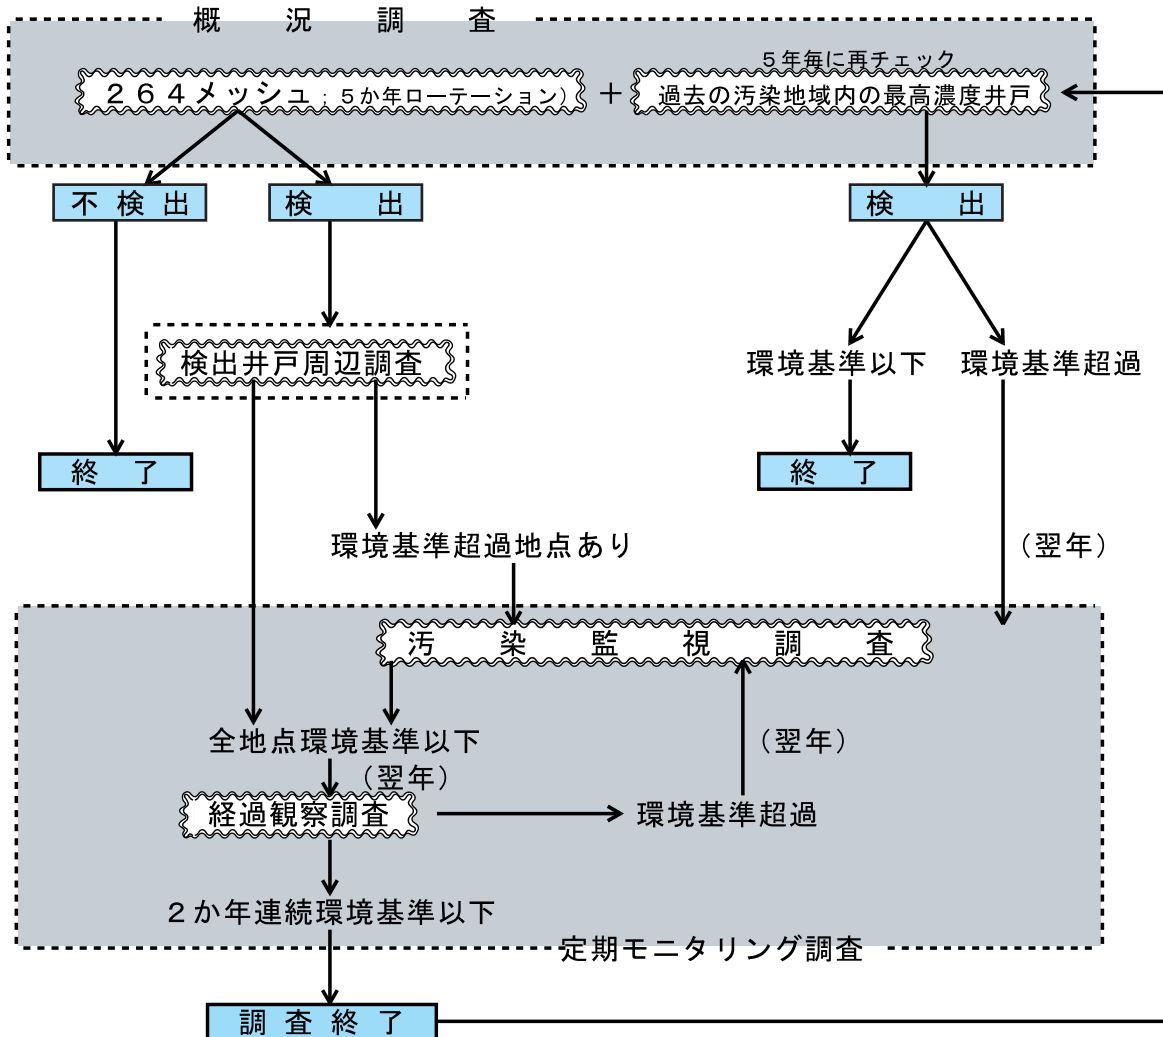 概況調査
5年毎に再チェック
264メッシュ;5か年ローテーション)
+
過去の汚染地域内の最高濃度井戸
不検出
検出
検出
検出井戸周辺調査
環境基準以下
環境基準超過
終了
終了
環境基準超過地点あり
(翌年)
汚染監視調査
全地点環境基準以下
(翌年)
(翌年)
経過観察調査
環境基準超過
2か年連続環境基準以下
定期モニタリング調査
調査終了